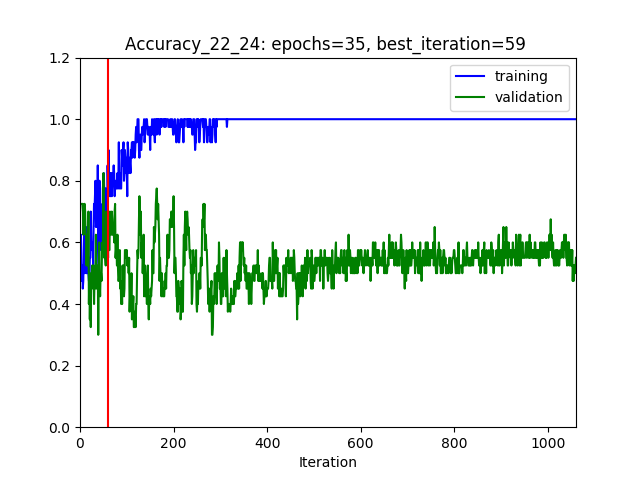 Accuracy_22_24: epochs=35, best_iteration=59
training
validation
1.2
1.0
0.8
0.6
0.4
0.2
0.0
0 200 400 600 800 1000
Iteration